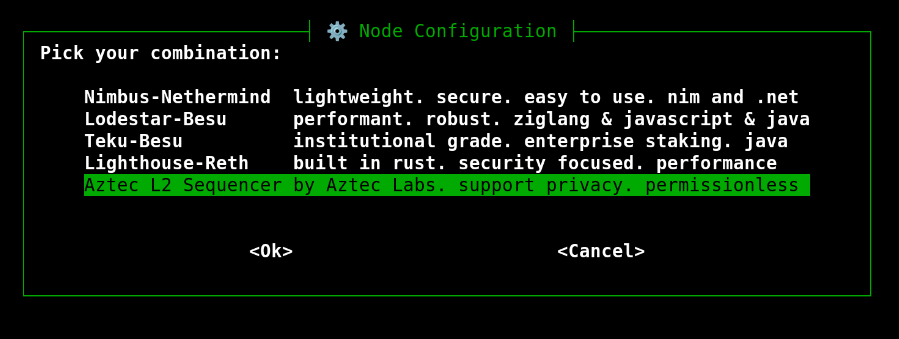 Node Configuration
Pick your combination:
Nimbus-Nethermind lightweight. secure. easy to use. nim and .net
Lodestar-Besu performant. robust. ziglang & javascript & java
Teku-Besu institutional grade. enterprise staking. java
Lighthouse-Reth built in rust. security focused. performance
Aztec L2 Sequencer by Aztec Labs. support privacy. permissionless
<Ok> <Cancel>